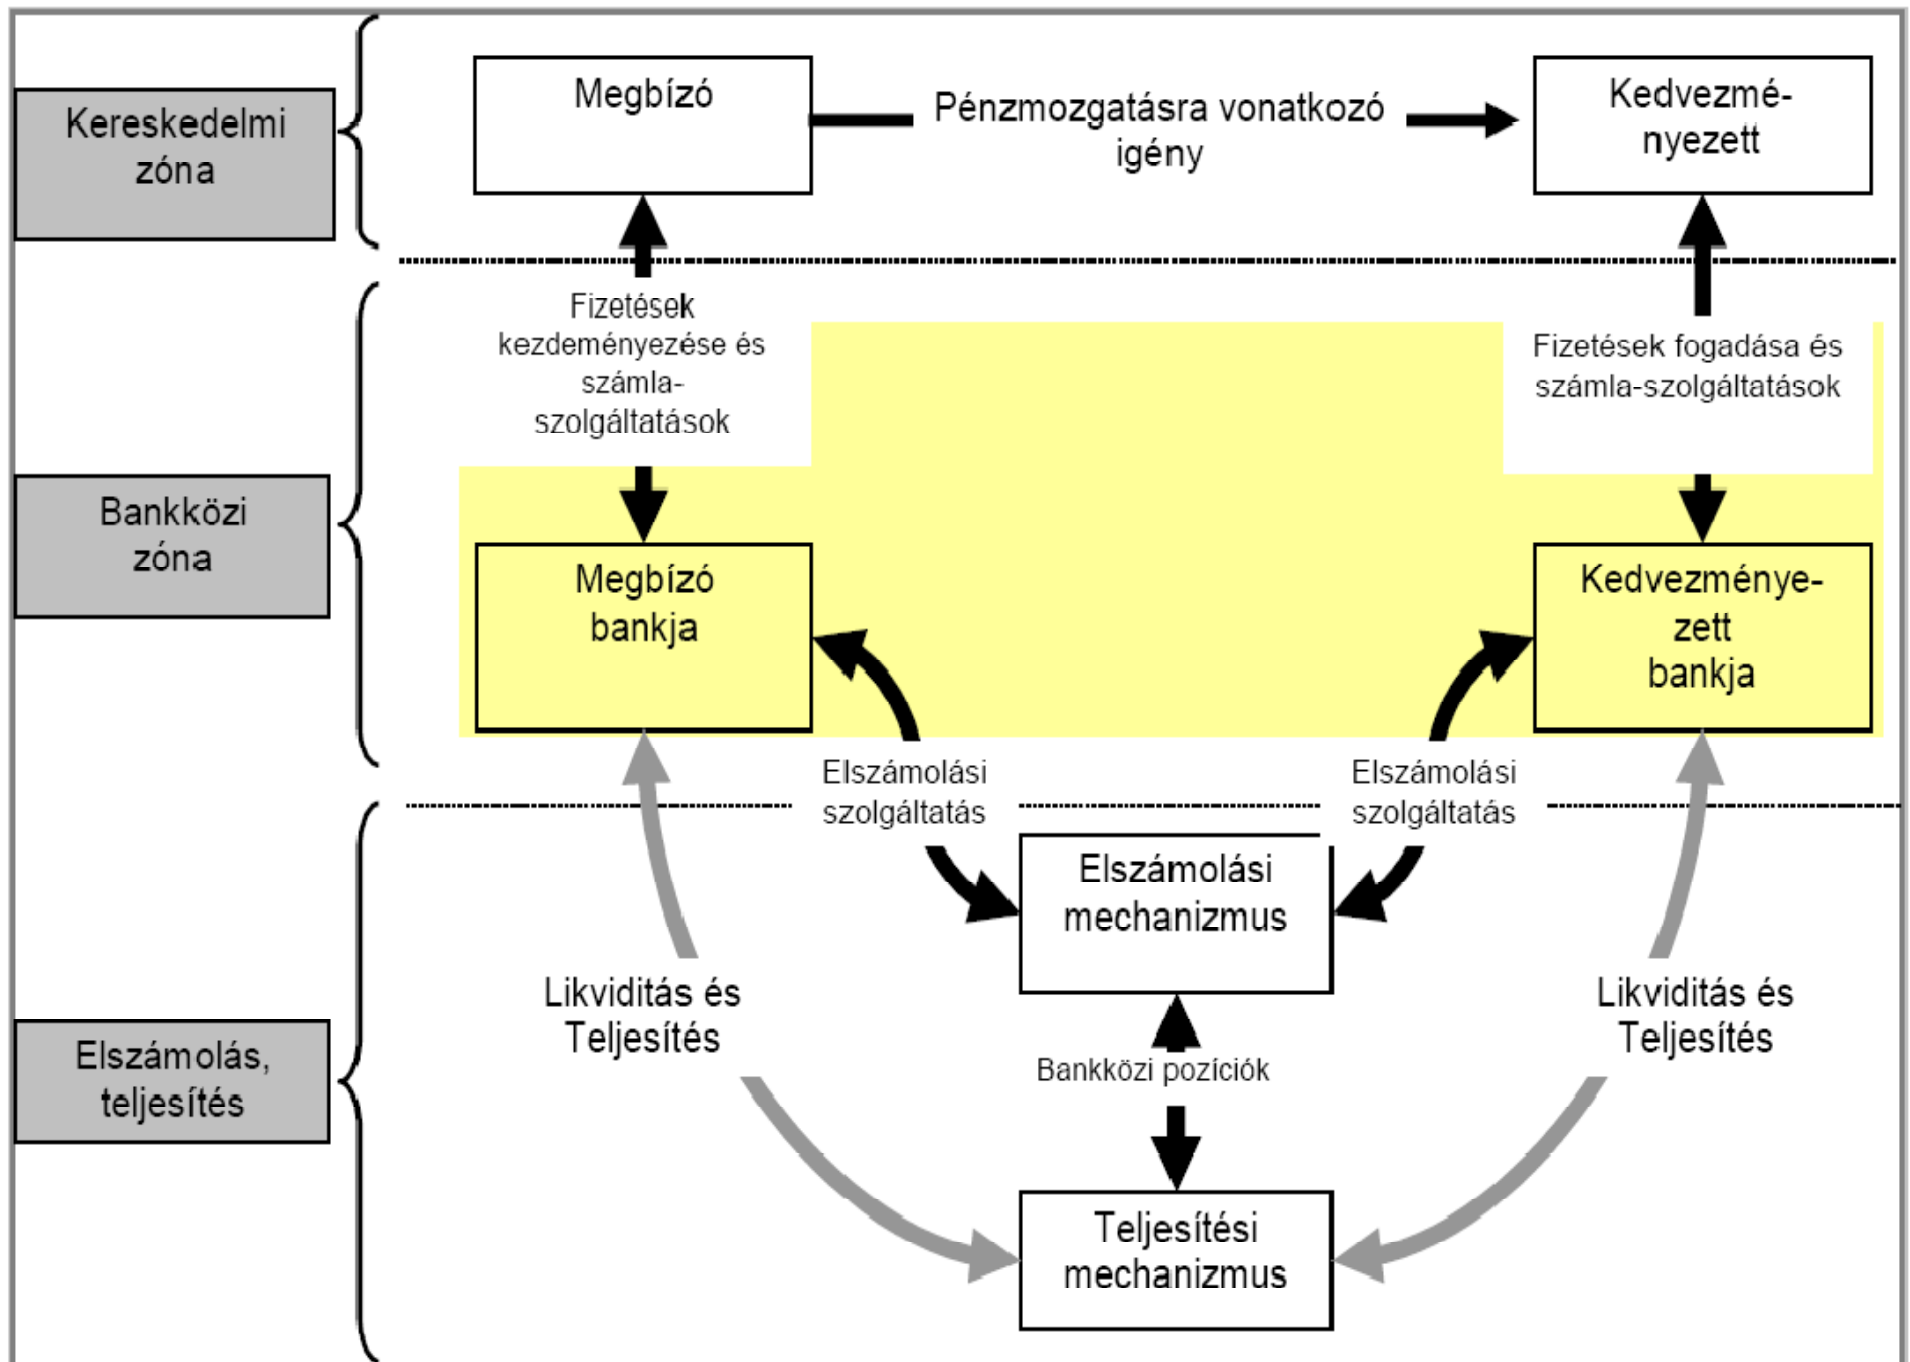 Kereskedelmi
zóna
Megbízó
Pénzmozgatásra vonatkozó
igény
Kedvezmé-
nyezett
Fizetések
kezdeményezése és
számla-
szolgáltatások
Fizetések fogadása és
számla-szolgáltatások
Bankközi
zóna
Megbízó
bankja
Kedvezménye-
zett
bankja
Elszámolási
szolgáltatás
Elszámolási
szolgáltatás
Elszámolási
mechanizmus
Likviditás és
Teljesítés
Likviditás és
Teljesítés
Elszámolás,
teljesítés
Bankközi pozíciók
Teljesítési
mechanizmus